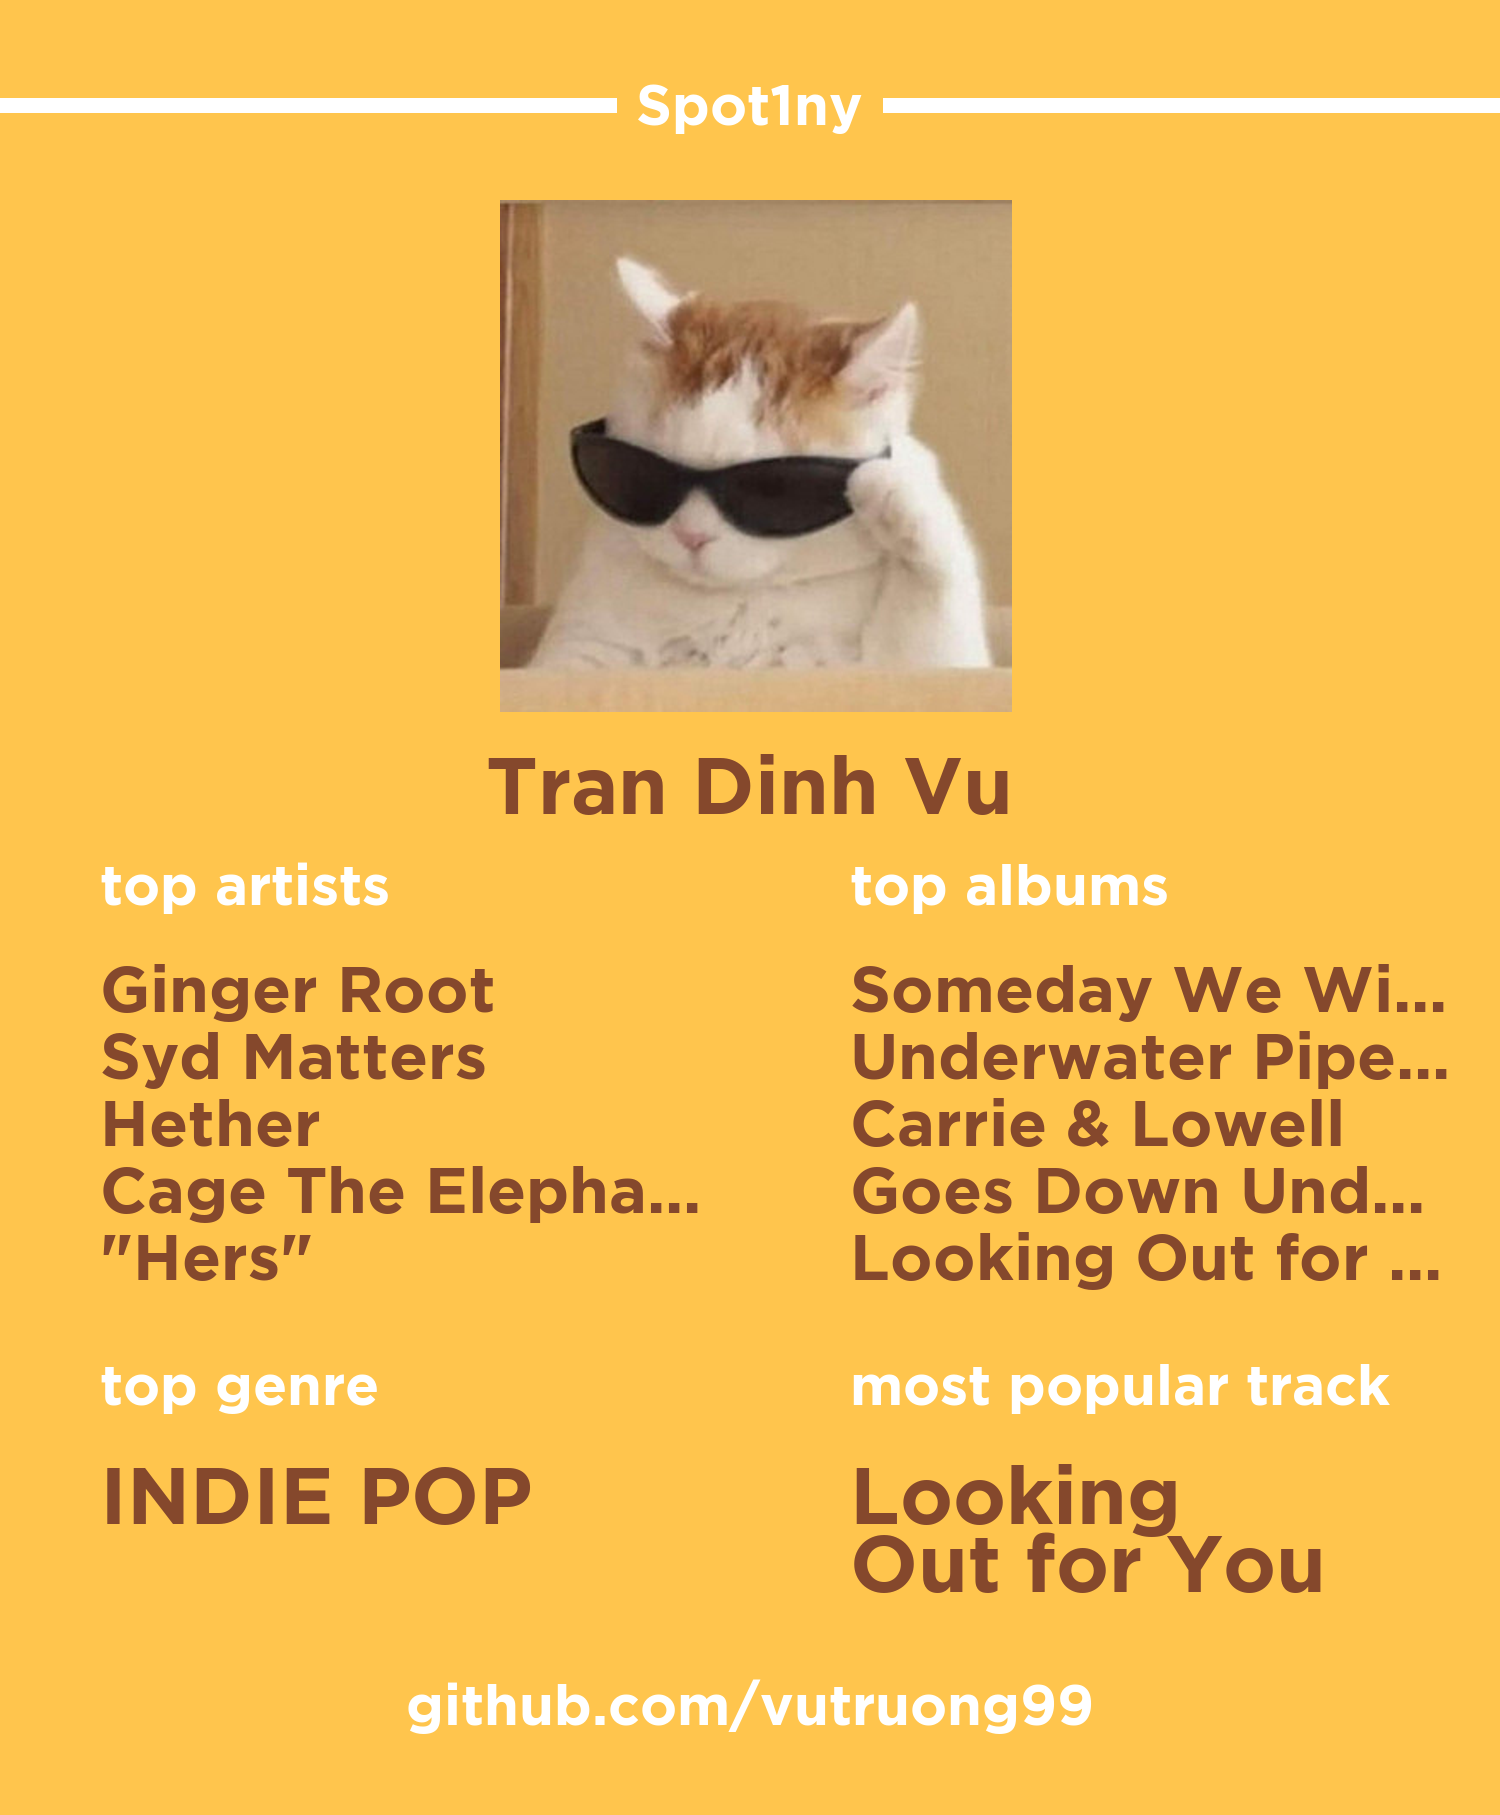 Spot1ny
Tran Dinh Vu
top artists
Ginger Root
Syd Matters
Hether
Cage The Elepha...
"Hers"
top albums
Someday We Wi...
Underwater Pipe...
Carrie & Lowell
Goes Down Und...
Looking Out for ...
top genre
INDIE POP
most popular track
Looking
Out for You
github.com/vutruong99